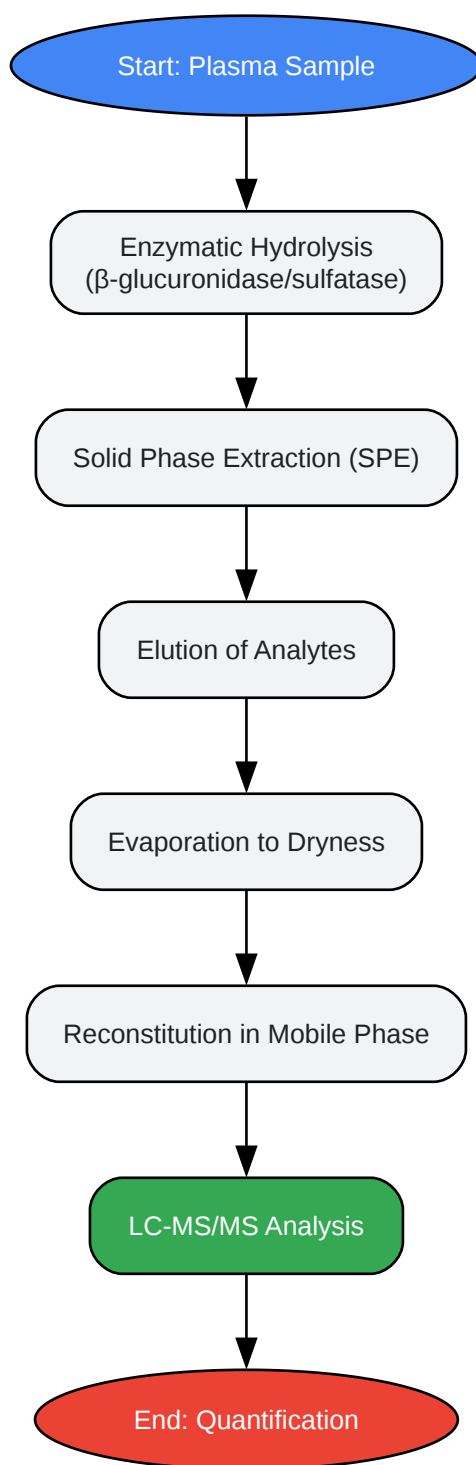 Start: Plasma Sample
Enzymatic Hydrolysis
(β-glucuronidase/sulfatase)
Solid Phase Extraction (SPE)
Elution of Analytes
Evaporation to Dryness
Reconstitution in Mobile Phase
LC-MS/MS Analysis
End: Quantification